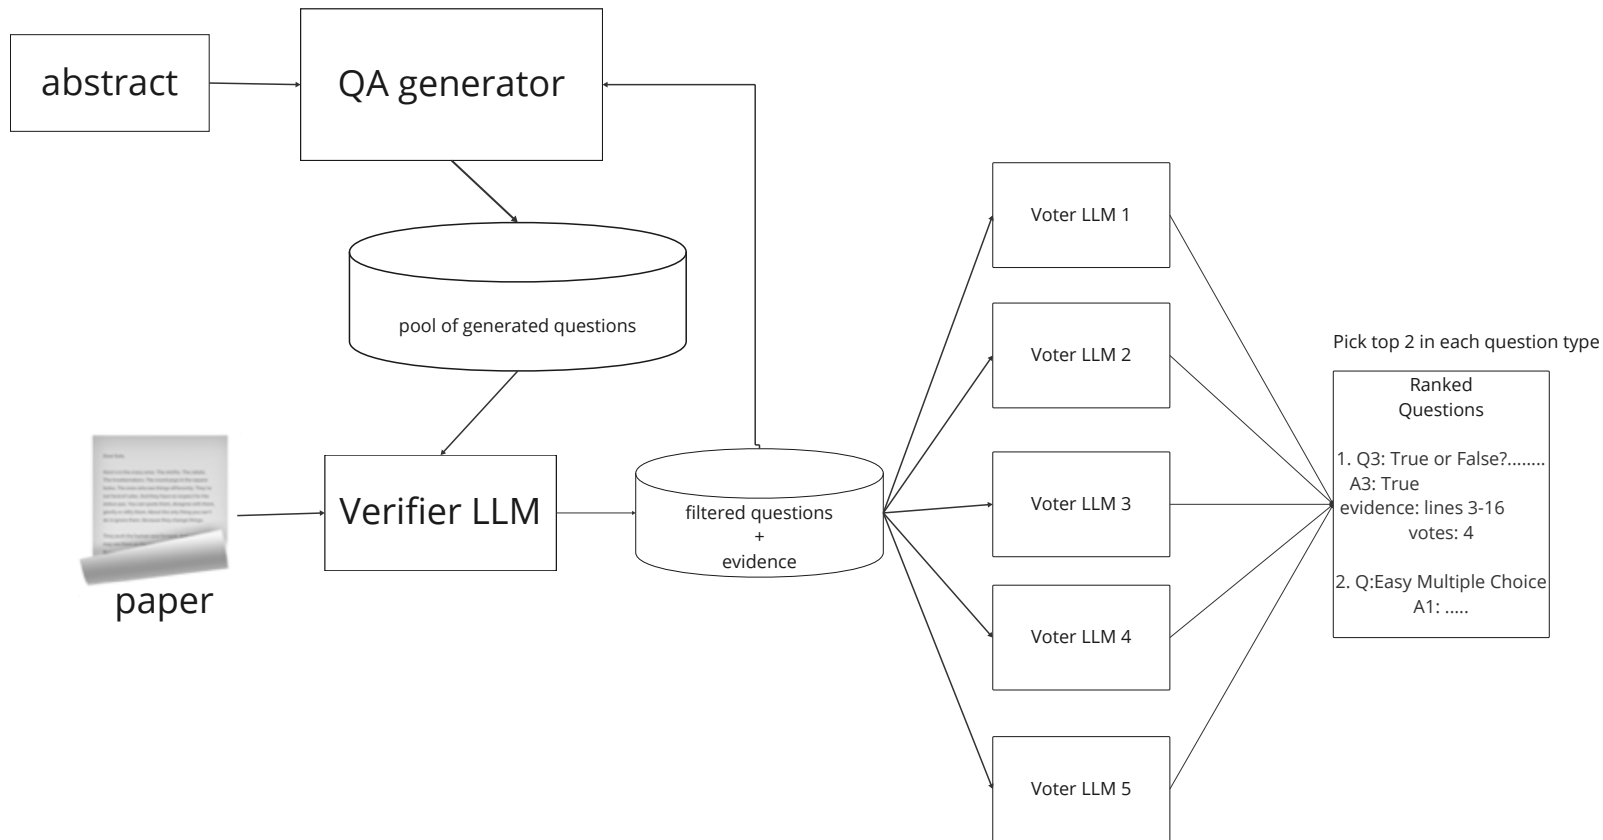 abstract
QA generator
pool of generated questions
paper
Verifier LLM
filtered questions
+
evidence
Voter LLM 1
Voter LLM 2
Voter LLM 3
Voter LLM 4
Voter LLM 5
Pick top 2 in each question type
Ranked
Questions
1. Q3: True or False?........
A3: True
evidence: lines 3-16
votes: 4
2. Q:Easy Multiple Choice
A1: .....